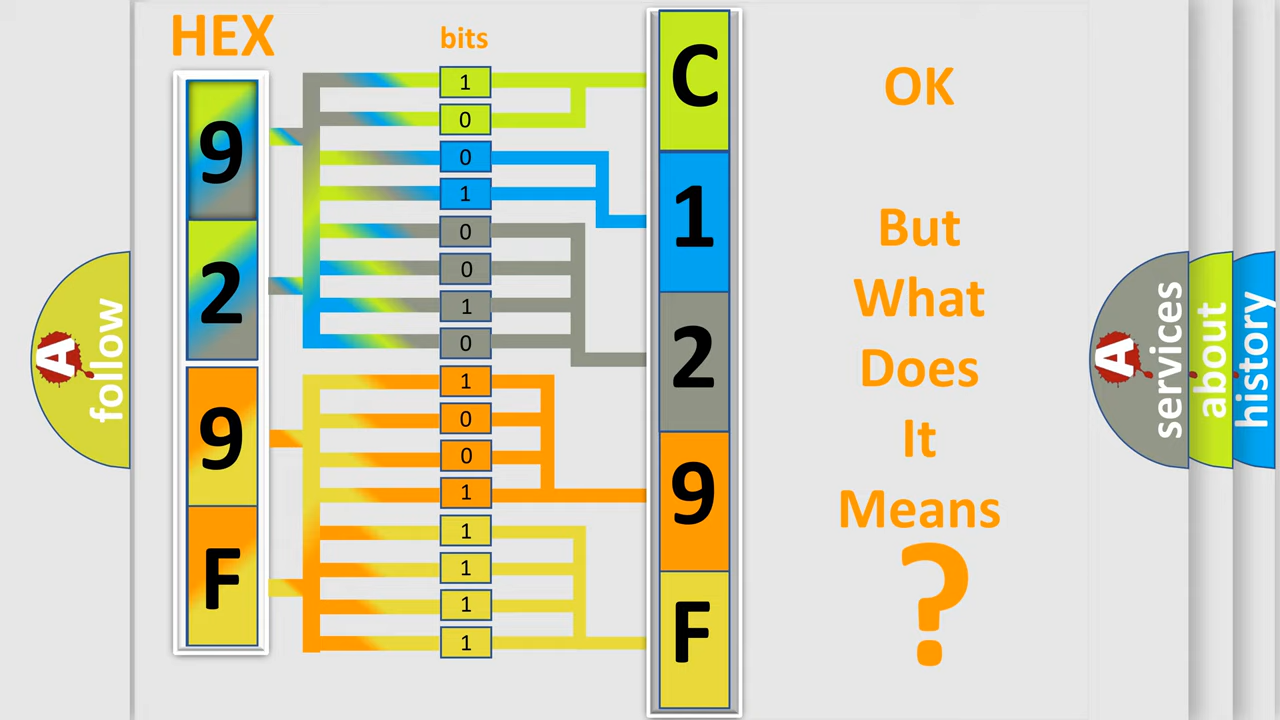 HEX
bits
9
2
9
F
1
0
0
1
0
0
1
0
1
0
0
1
1
1
1
1
C
1
2
9
F
OK
But
What
Does
It
Means
?
A
follow
A
services
about
history